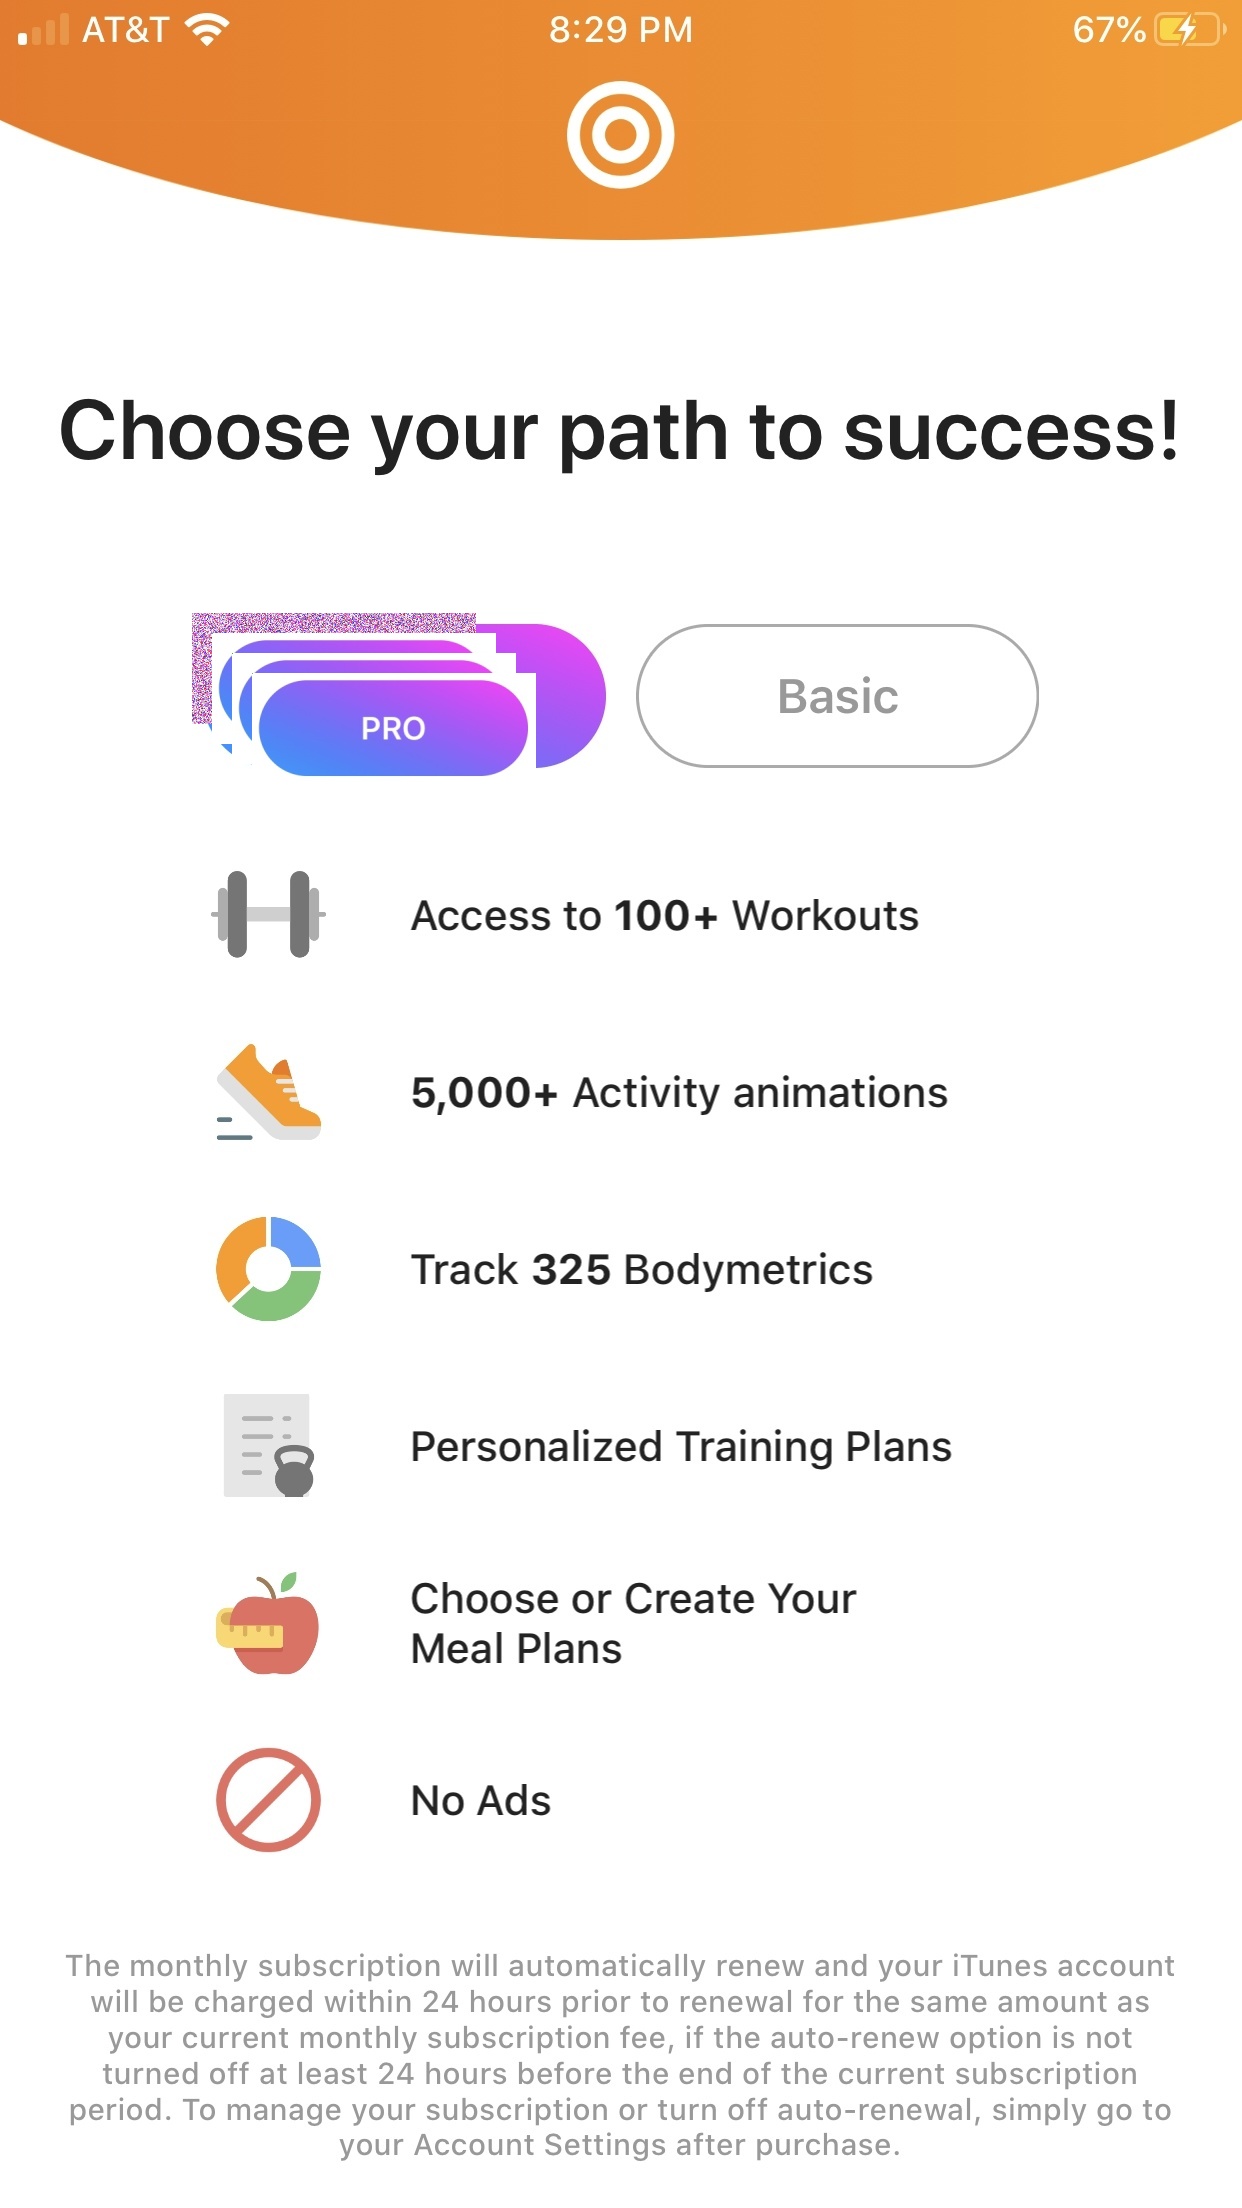 AT&T 8:29 PM 67%
Choose your path to success!
PRO Basic
Access to 100+ Workouts
5,000+ Activity animations
Track 325 Bodymetrics
Personalized Training Plans
Choose or Create Your
Meal Plans
No Ads
The monthly subscription will automatically renew and your iTunes account
will be charged within 24 hours prior to renewal for the same amount as
your current monthly subscription fee, if the auto-renew option is not
turned off at least 24 hours before the end of the current subscription
period. To manage your subscription or turn off auto-renewal, simply go to
your Account Settings after purchase.